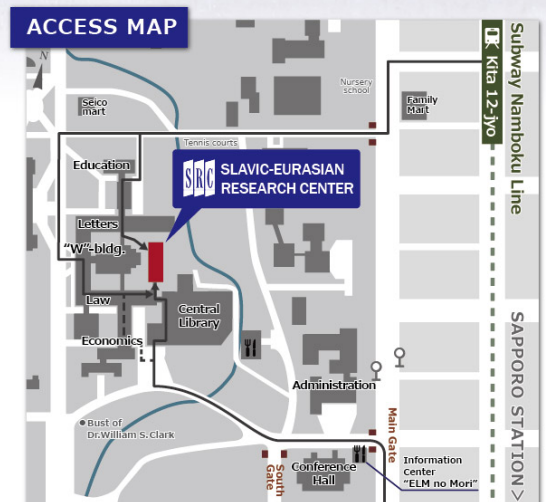 ACCESS MAP
N
Seico
mart
Nursery
school
Family
Mart
Kita 12-jyo
Subway Namboku Line
Tennis courts
Education
SRC
SLAVIC-EURASIAN
RESEARCH CENTER
Letters
"W"-bldg.
Law
Central
Library
Economics
SAPPORO STATION>
Administration
Bust of
Dr.William S.Clark
Main Gate
South
Gate
Conference
Hall
Information
Center
"ELM no Mori"